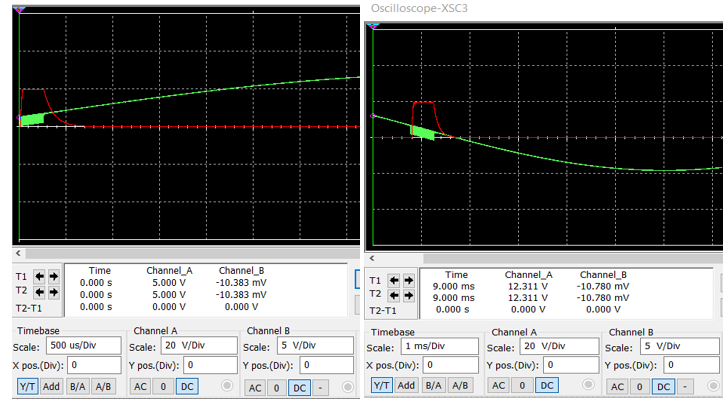 Oscilloscope-XSC3
<
T1
T2
T2-T1
Time Channel_A Channel_B
0.000 s 5.000 V -10.383 mV
0.000 s 5.000 V -10.383 mV
0.000 s 0.000 V 0.000 V
Timebase
Scale: 500 us/Div
X pos.(Div): 0
Y/T Add B/A A/B
Channel A
Scale: 20 V/Div
Y pos.(Div): 0
AC 0 DC
Channel B
Scale: 5 V/Div
Y pos.(Div): 0
AC 0 DC -
<
T1
T2
T2-T1
Time Channel_A Channel_B
9.000 ms 12.311 V -10.780 mV
9.000 ms 12.311 V -10.780 mV
0.000 s 0.000 V 0.000 V
Timebase
Scale: 1 ms/Div
X pos.(Div): 0
Y/T Add B/A A/B
Channel A
Scale: 20 V/Div
Y pos.(Div): 0
AC 0 DC
Channel B
Scale: 5 V/Div
Y pos.(Div): 0
AC 0 DC -